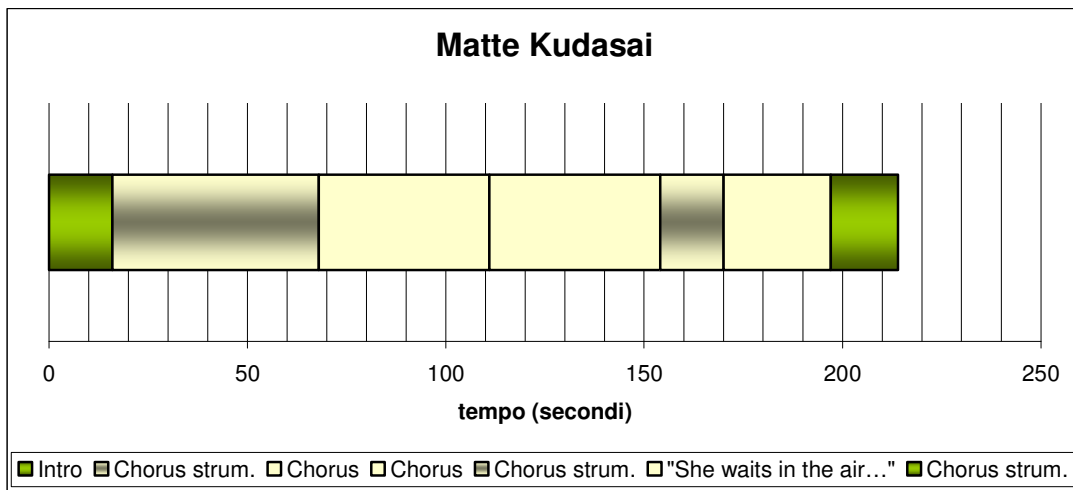 Matte Kudasai
0 50 100 150 200 250
tempo (secondi)
Intro Chorus strum. Chorus Chorus Chorus strum. "She waits in the air…" Chorus strum.